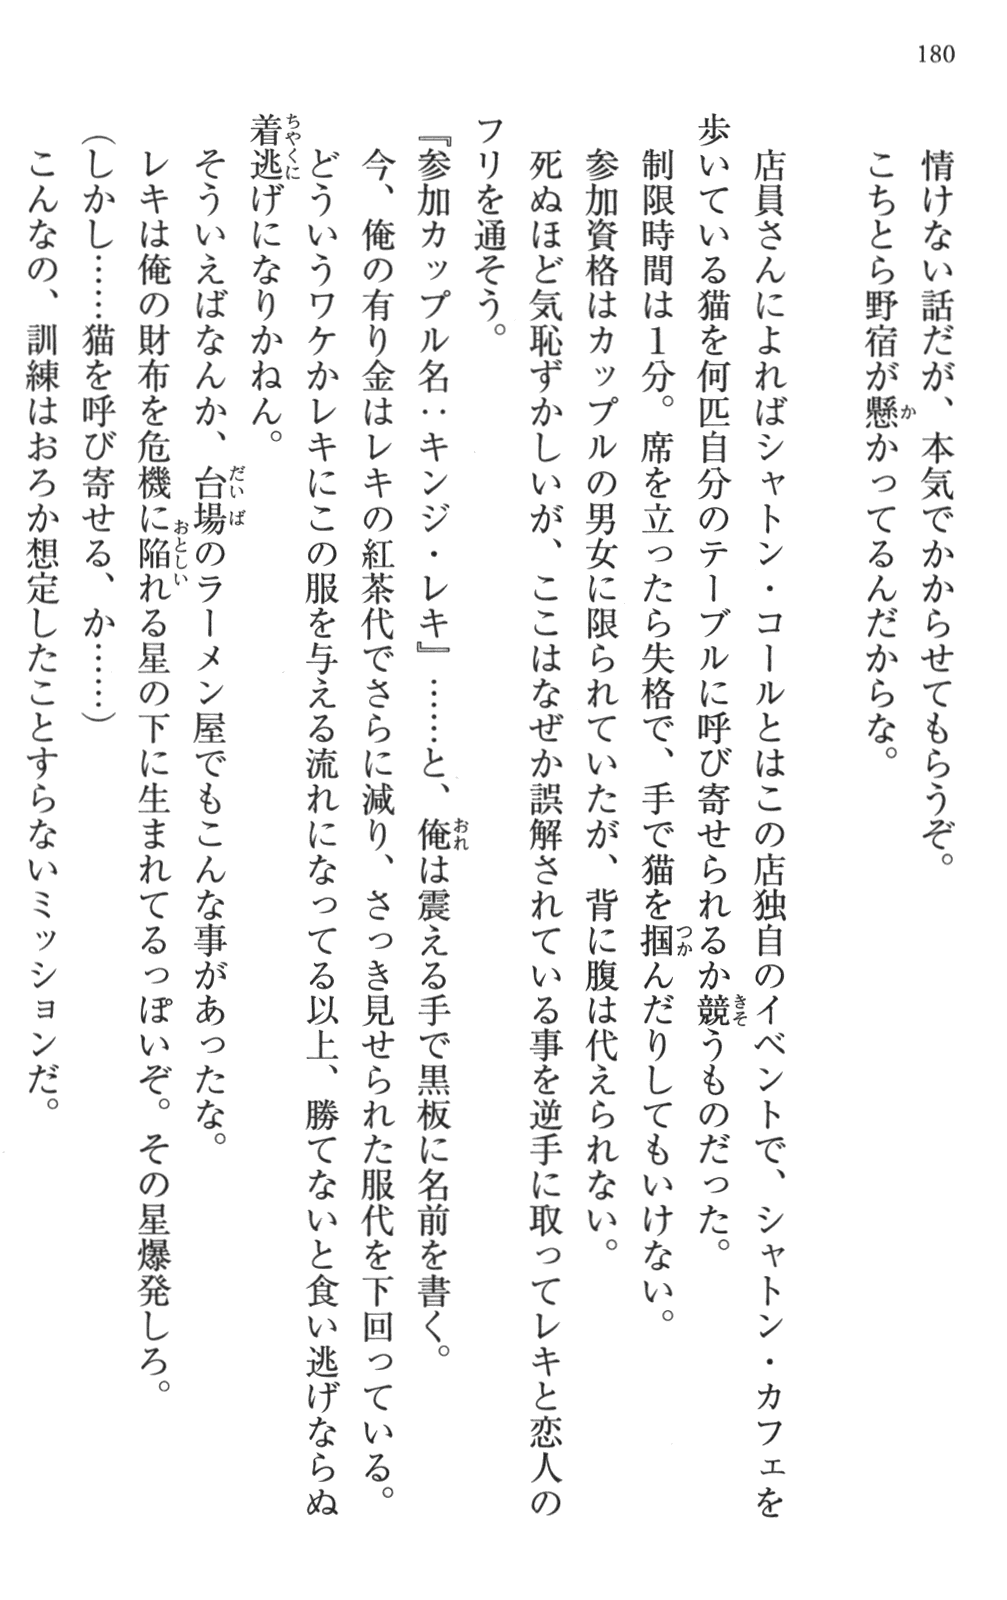 180
情けない話だが、本気でかからせてもらうぞ。
こちとら野宿が懸かってるんだからな。
店員さんによればシャトン・コールとはこの店独自のイベントで、シャトン・カフェを
歩いている猫を何匹自分のテーブルに呼び寄せられるか競うものだった。
制限時間は1分。席を立ったら失格で、手で猫を掴んだりしてもいけない。
参加資格はカップルの男女に限られていたが、背に腹は代えられない。
死ぬほど気恥ずかしいが、ここはなぜか誤解されている事を逆手に取ってレキと恋人の
フリを通そう。
『参加カップル名：キンジ・レキ』……と、俺は震える手で黒板に名前を書く。
今、俺の有り金はレキの紅茶代でさらに減り、さっき見せられた服代を下回っている。
どういうワケかレキにこの服を与える流れになってる以上、勝てないと食い逃げならぬ
着逃げになりかねん。
そういえばなんか、台場のラーメン屋でもこんな事があったな。
レキは俺の財布を危機に陥れる星の下に生まれてるっぽいぞ。その星爆発しろ。
（しかし……猫を呼び寄せる、か……）
こんなの、訓練はおろか想定したことすらないミッションだ。